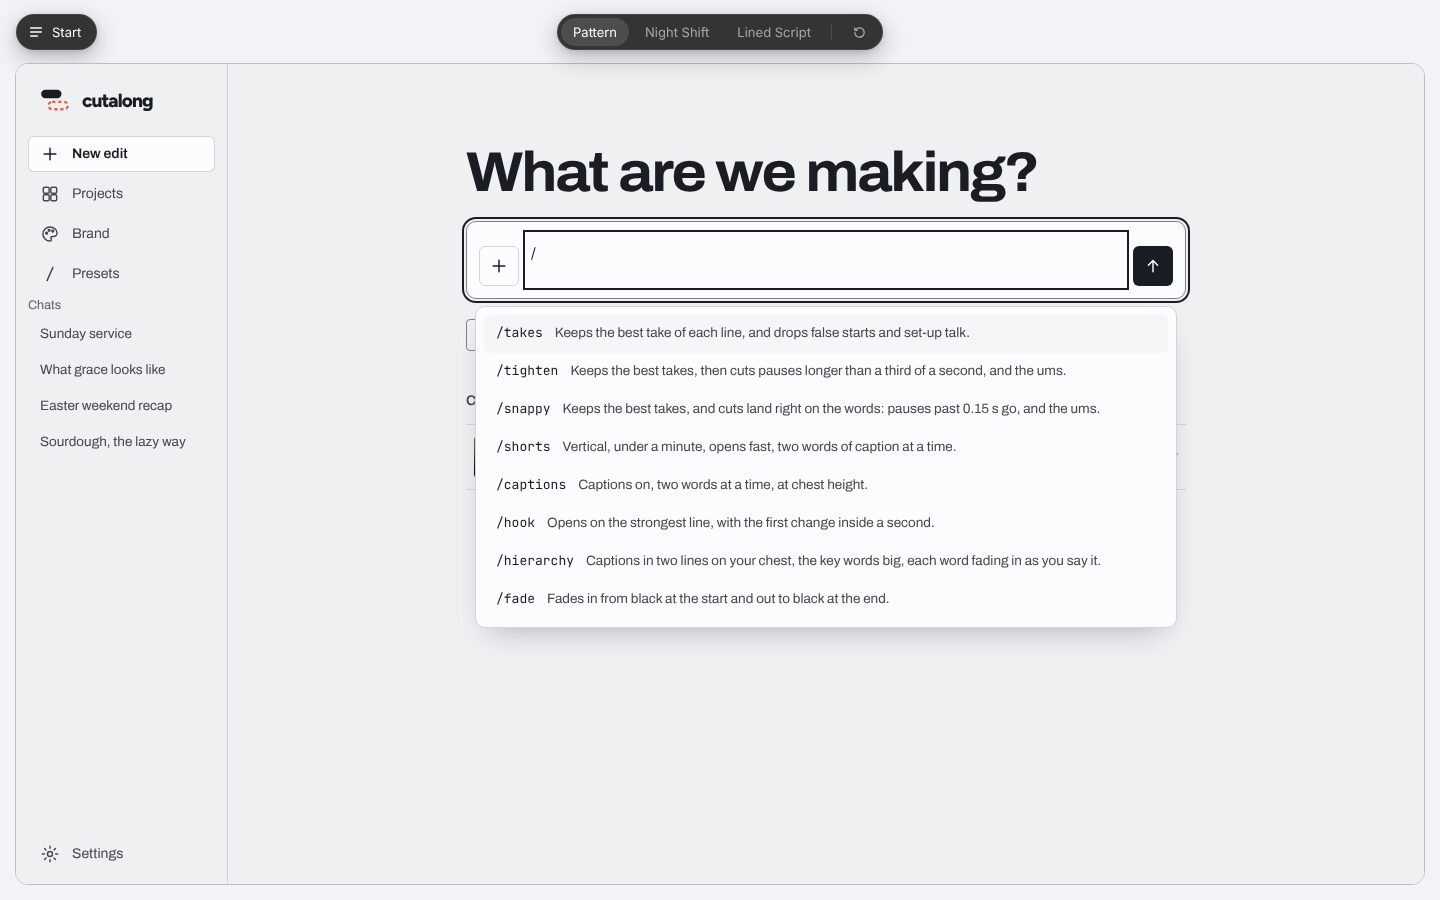 Start
Pattern Night Shift Lined Script
cutalong
New edit
Projects
Brand
/ Presets
Chats
Sunday service
What grace looks like
Easter weekend recap
Sourdough, the lazy way
Settings
What are we making?
/
/takes Keeps the best take of each line, and drops false starts and set-up talk.
/tighten Keeps the best takes, then cuts pauses longer than a third of a second, and the ums.
/snappy Keeps the best takes, and cuts land right on the words: pauses past 0.15 s go, and the ums.
/shorts Vertical, under a minute, opens fast, two words of caption at a time.
/captions Captions on, two words at a time, at chest height.
/hook Opens on the strongest line, with the first change inside a second.
/hierarchy Captions in two lines on your chest, the key words big, each word fading in as you say it.
/fade Fades in from black at the start and out to black at the end.